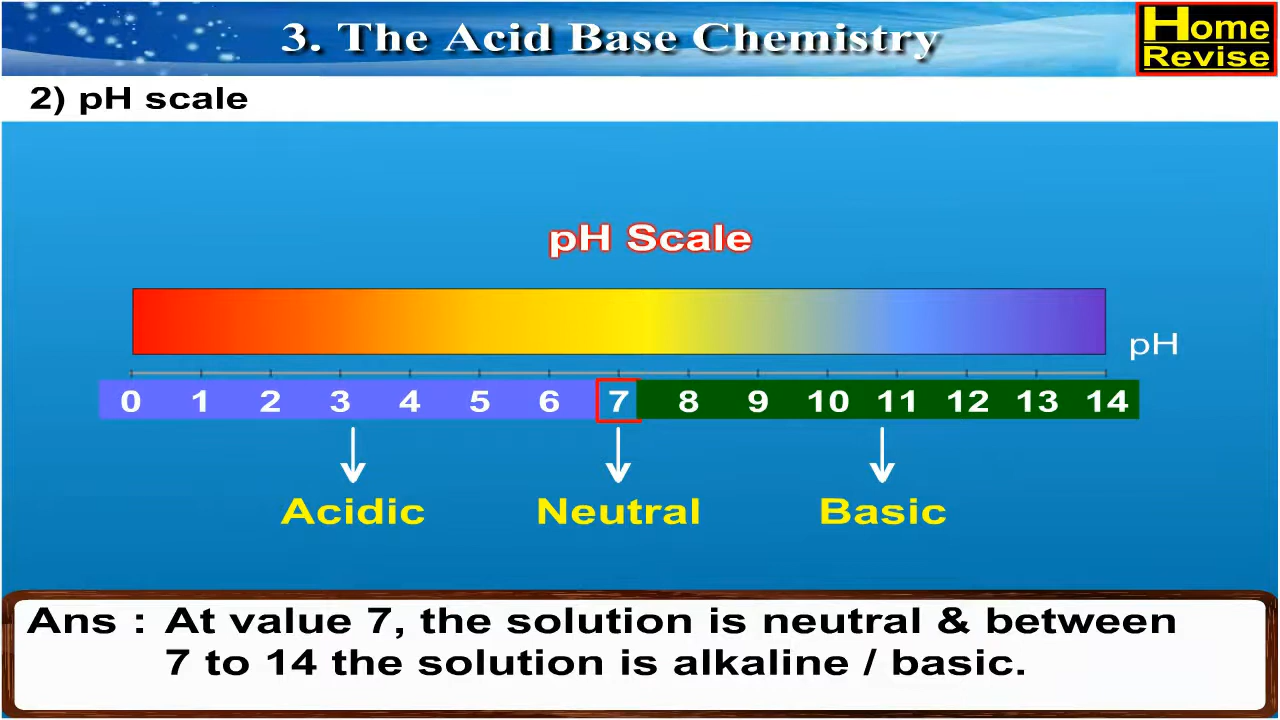 3. The Acid Base Chemistry
Home
Revise
2) pH scale
pH Scale
pH
0 1 2 3 4 5 6 7 8 9 10 11 12 13 14
Acidic Neutral Basic
Ans : At value 7, the solution is neutral & between
7 to 14 the solution is alkaline / basic.